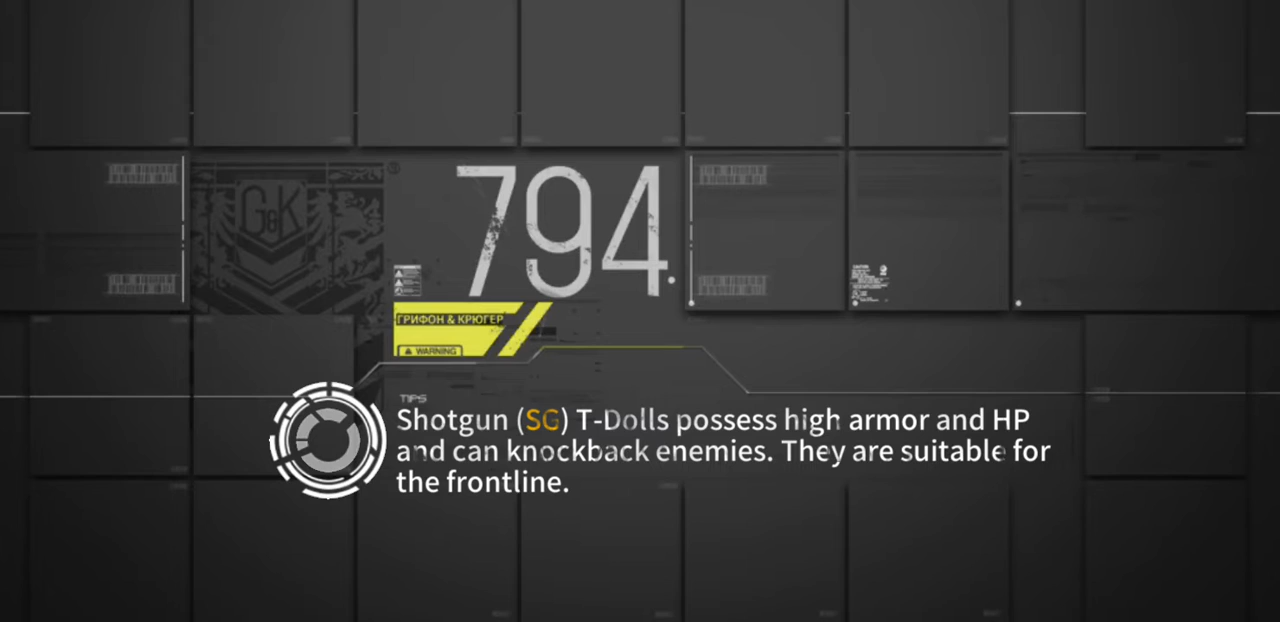 G&K
794.
ГРИФОН & КРЮГЕР
WARNING
TIPS
Shotgun (SG) T-Dolls possess high armor and HP
and can knockback enemies. They are suitable for
the frontline.